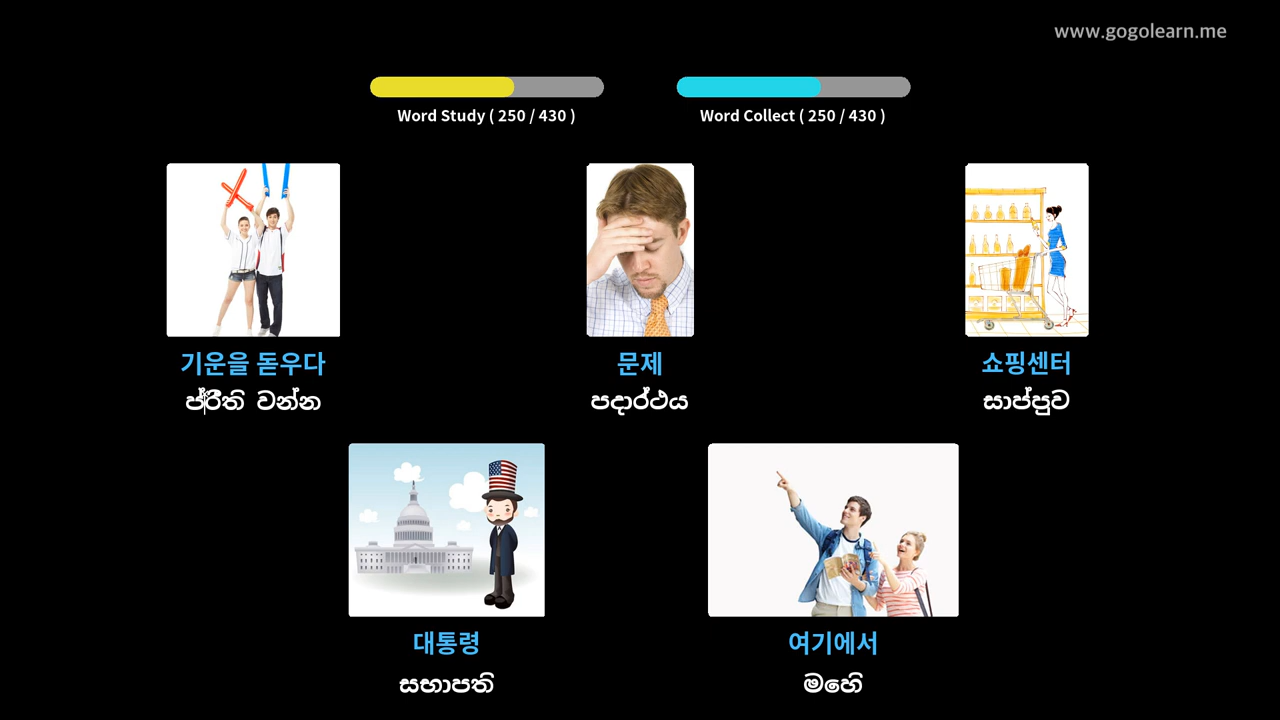 www.gogolearn.me
Word Study ( 250 / 430 )
Word Collect ( 250 / 430 )
기운을 돋우다
ප්රීති වන්න
문제
පදාර්ථය
쇼핑센터
සාප්පුව
대통령
සභාපති
여기에서
මෙහි